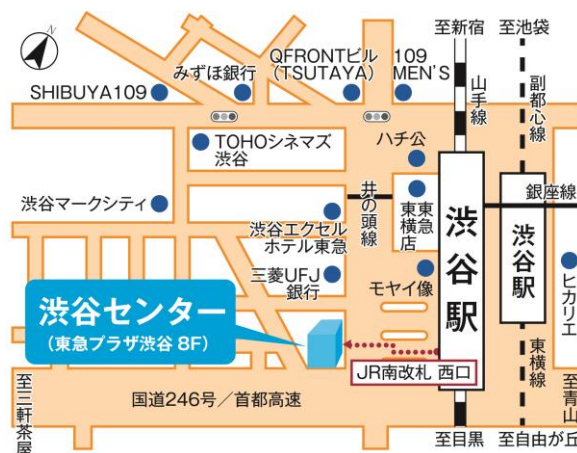 至新宿
至池袋
QFRONTビル
(TSUTAYA)
109
MEN'S
みずほ銀行
SHIBUYA109
山手線
副都心線
TOHOシネマズ
渋谷
ハチ公
井の頭線
東急
東横店
銀座線
渋谷マークシティ
渋谷エクセル
ホテル東急
渋谷駅
渋谷駅
三菱UFJ
銀行
モヤイ像
ヒカリエ
渋谷センター
(東急プラザ渋谷 8F)
東横線
JR南改札 西口
国道246号/首都高速
至三軒茶屋
至青山
至目黒
至自由が丘